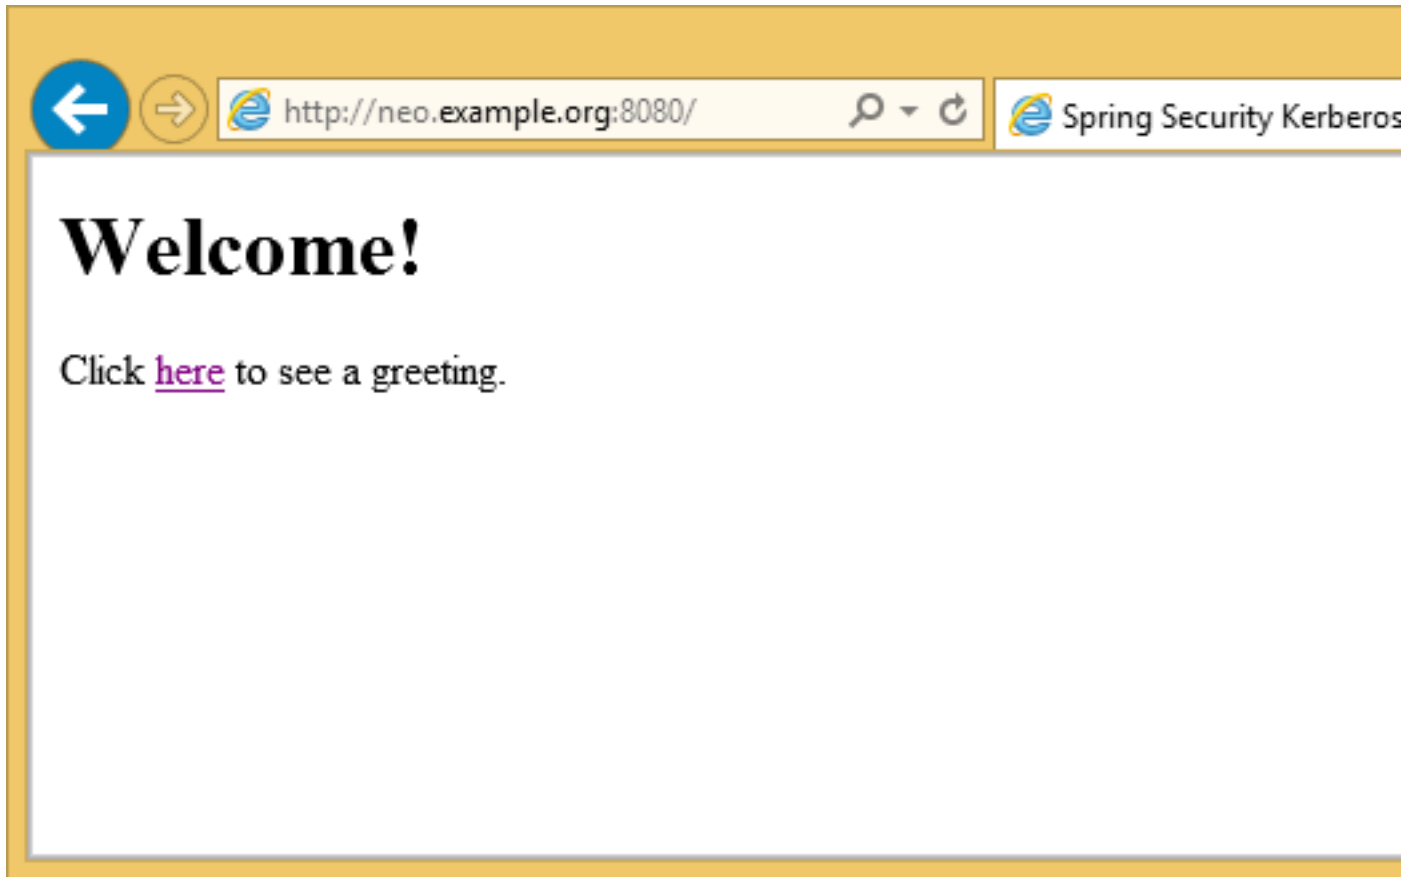 http://neo.example.org:8080/
Spring Security Kerberos
Welcome!
Click here to see a greeting.